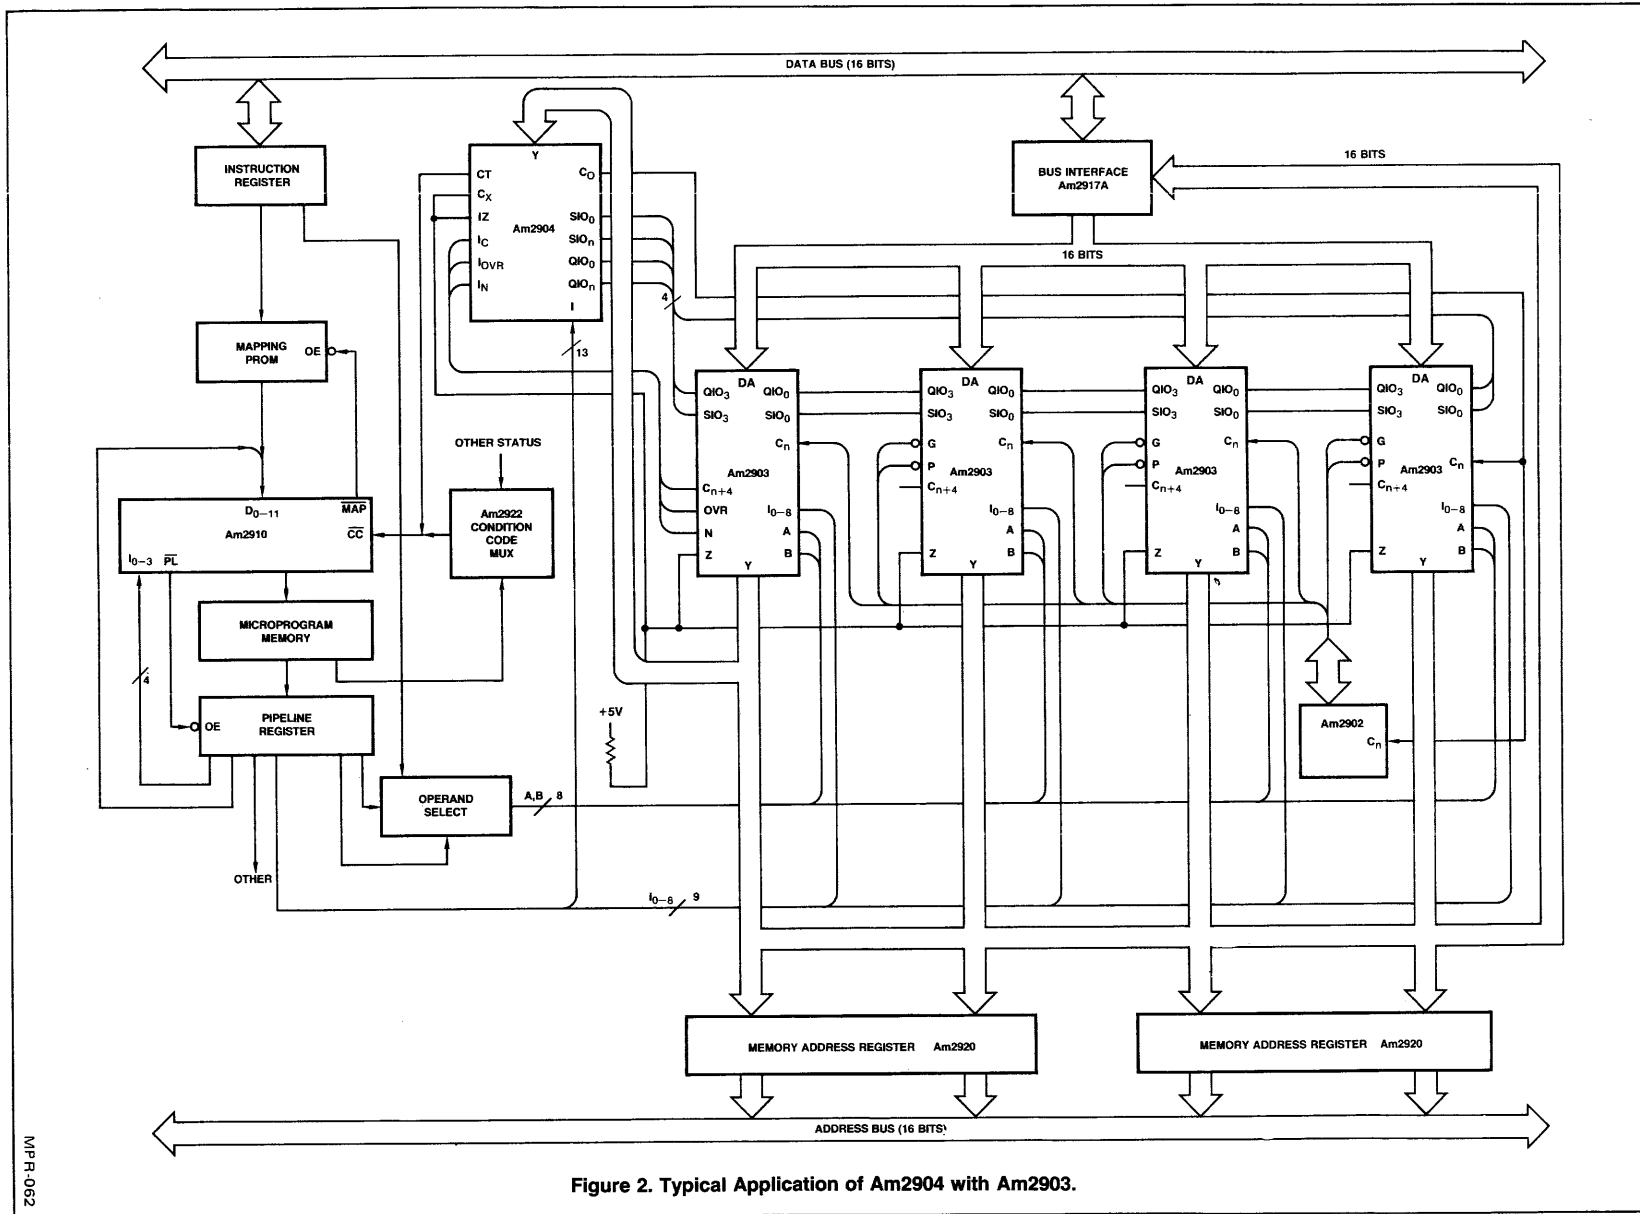 DATA BUS (16 BITS)
INSTRUCTION
REGISTER
Y
CT
CX
IZ
IC
IOVR
IN
Am2904
CO
SIO0
SIOn
QIO0
QIOn
I
BUS INTERFACE
Am2917A
16 BITS
16 BITS
4
13
MAPPING
PROM
OE
OTHER STATUS
D0–11
MAP
Am2910
CC
I0–3
PL
Am2922
CONDITION
CODE
MUX
DA
QIO3
QIO0
SIO3
SIO0
Cn
Am2903
Cn+4
OVR
I0–8
N
A
Z
B
Y
DA
QIO3
QIO0
SIO3
SIO0
G
Cn
P
Am2903
Cn+4
I0–8
A
Z
B
Y
DA
QIO3
QIO0
SIO3
SIO0
G
Cn
P
Am2903
Cn+4
I0–8
A
Z
B
Y
DA
QIO3
QIO0
SIO3
SIO0
G
P
Cn
Am2903
Cn+4
I0–8
A
Z
B
Y
MICROPROGRAM
MEMORY
4
OE
PIPELINE
REGISTER
+5V
Am2902
Cn
OPERAND
SELECT
A,B
8
OTHER
I0–8
9
MEMORY ADDRESS REGISTER Am2920
MEMORY ADDRESS REGISTER Am2920
ADDRESS BUS (16 BITS)
Figure 2. Typical Application of Am2904 with Am2903.
MPR-062